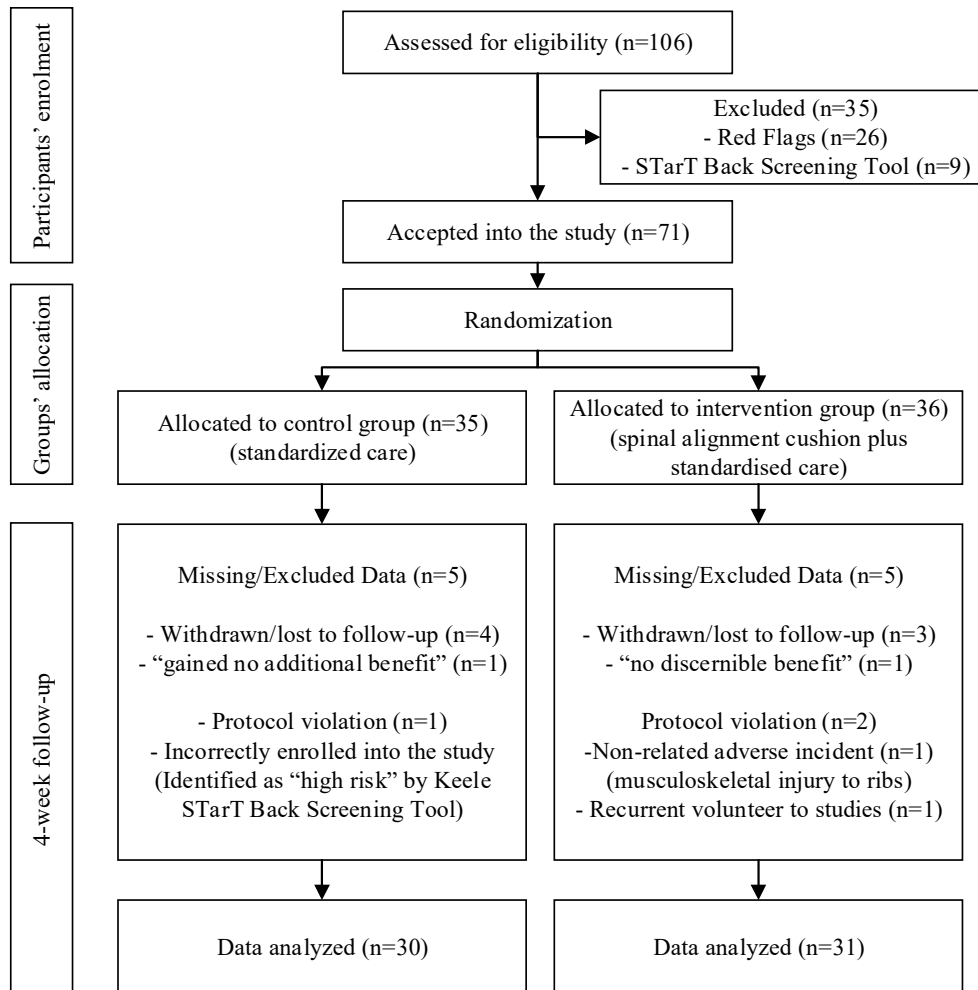 Participants’ enrolment
Assessed for eligibility (n=106)
Excluded (n=35)
- Red Flags (n=26)
- STarT Back Screening Tool (n=9)
Accepted into the study (n=71)
Groups’ allocation
Randomization
Allocated to control group (n=35)
(standardized care)
Allocated to intervention group (n=36)
(spinal alignment cushion plus
standardised care)
4-week follow-up
Missing/Excluded Data (n=5)
- Withdrawn/lost to follow-up (n=4)
- “gained no additional benefit” (n=1)
- Protocol violation (n=1)
- Incorrectly enrolled into the study
(Identified as “high risk” by Keele
STarT Back Screening Tool)
Missing/Excluded Data (n=5)
- Withdrawn/lost to follow-up (n=3)
- “no discernible benefit” (n=1)
Protocol violation (n=2)
-Non-related adverse incident (n=1)
(musculoskeletal injury to ribs)
- Recurrent volunteer to studies (n=1)
Data analyzed (n=30)
Data analyzed (n=31)